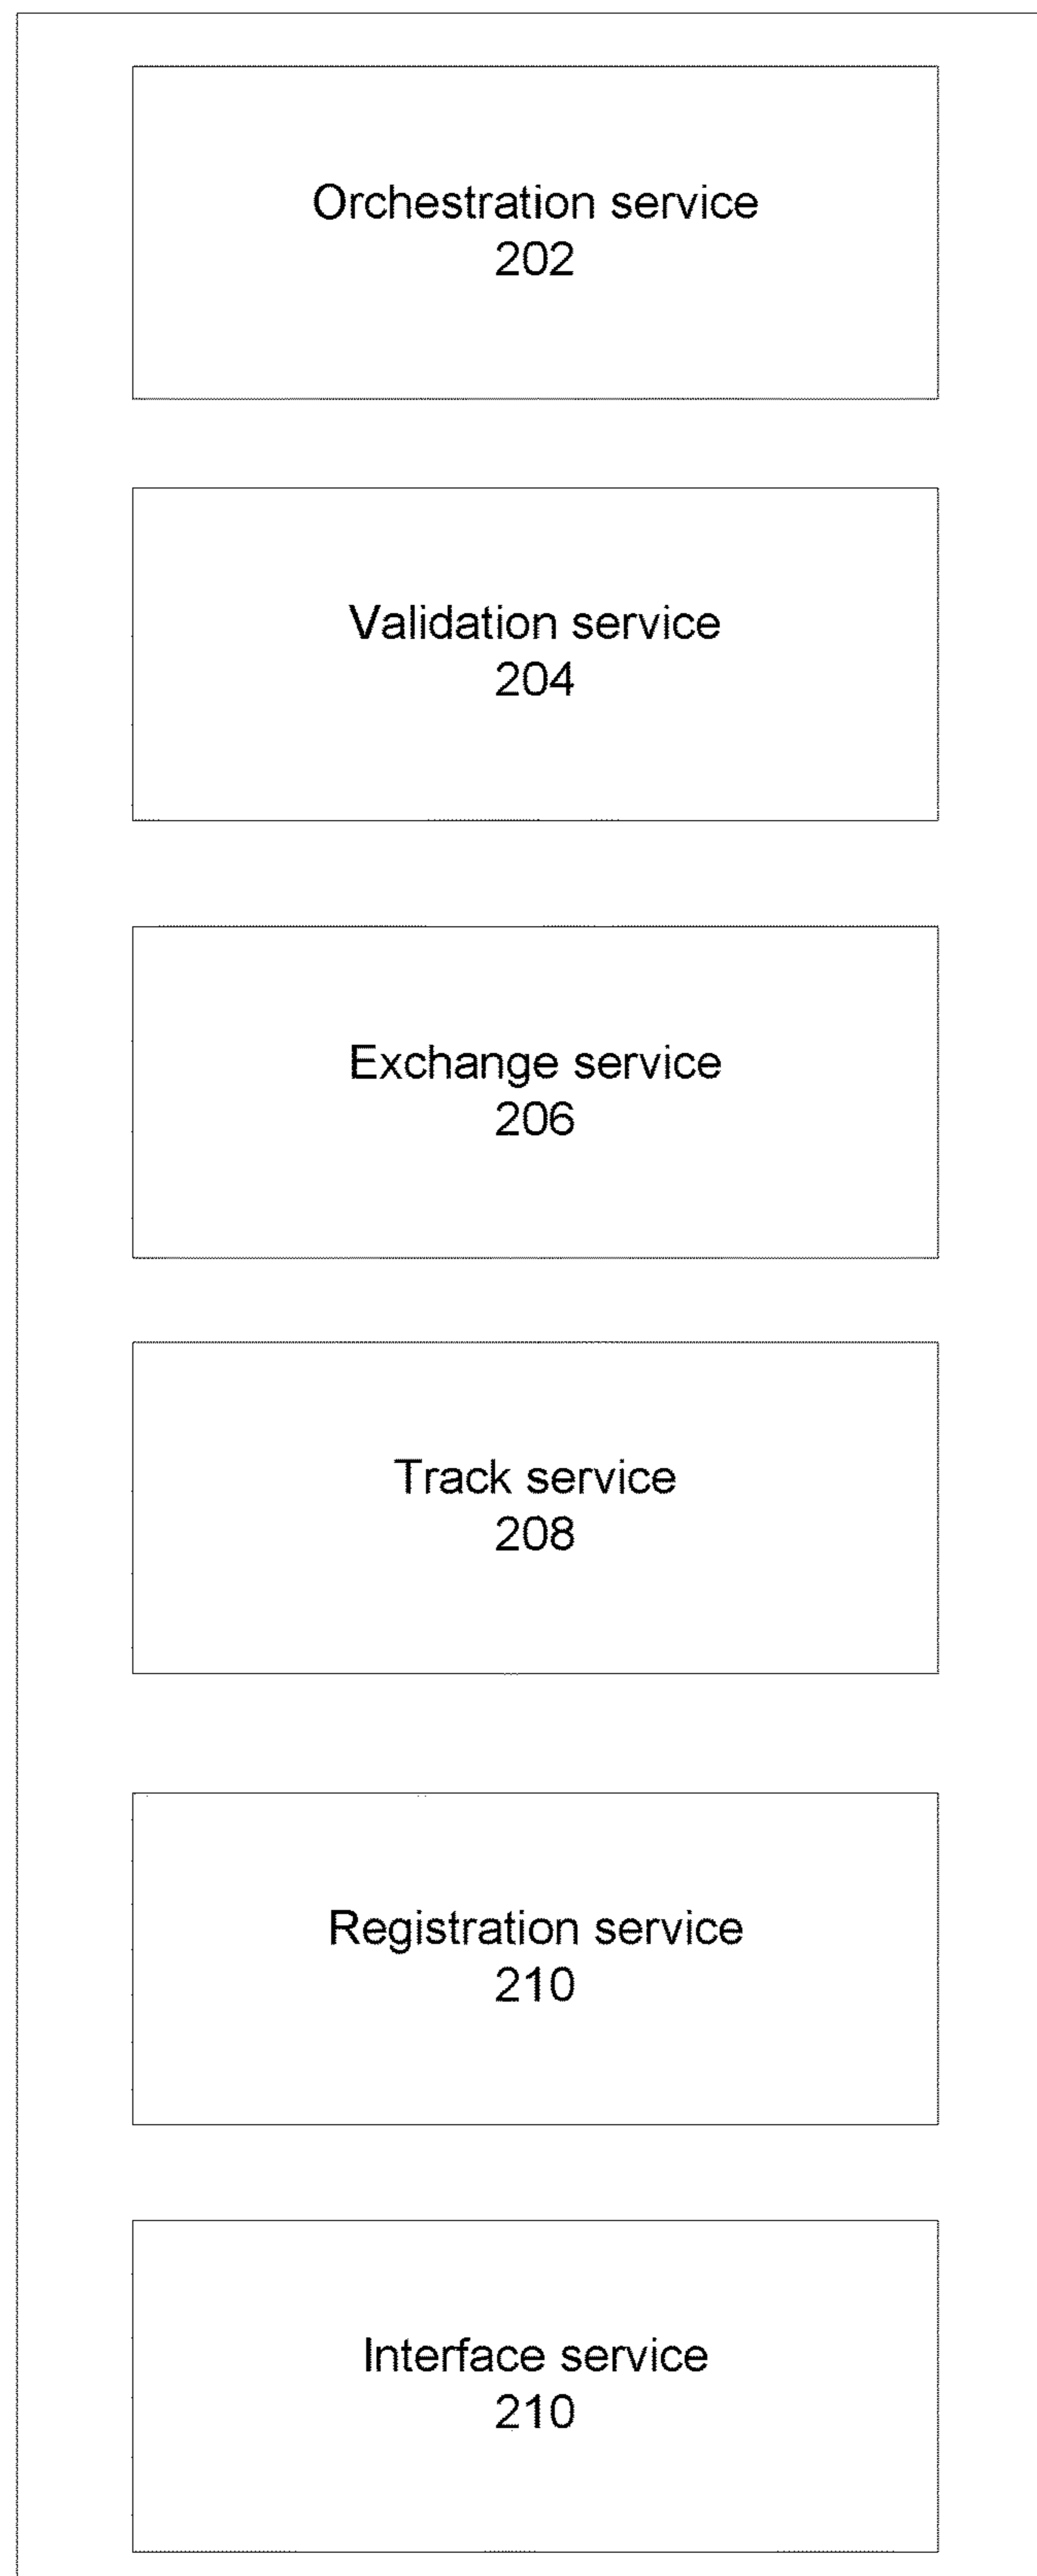 Orchestration service
202
Validation service
204
Exchange service
206
Track service
208
Registration service
210
Interface service
210